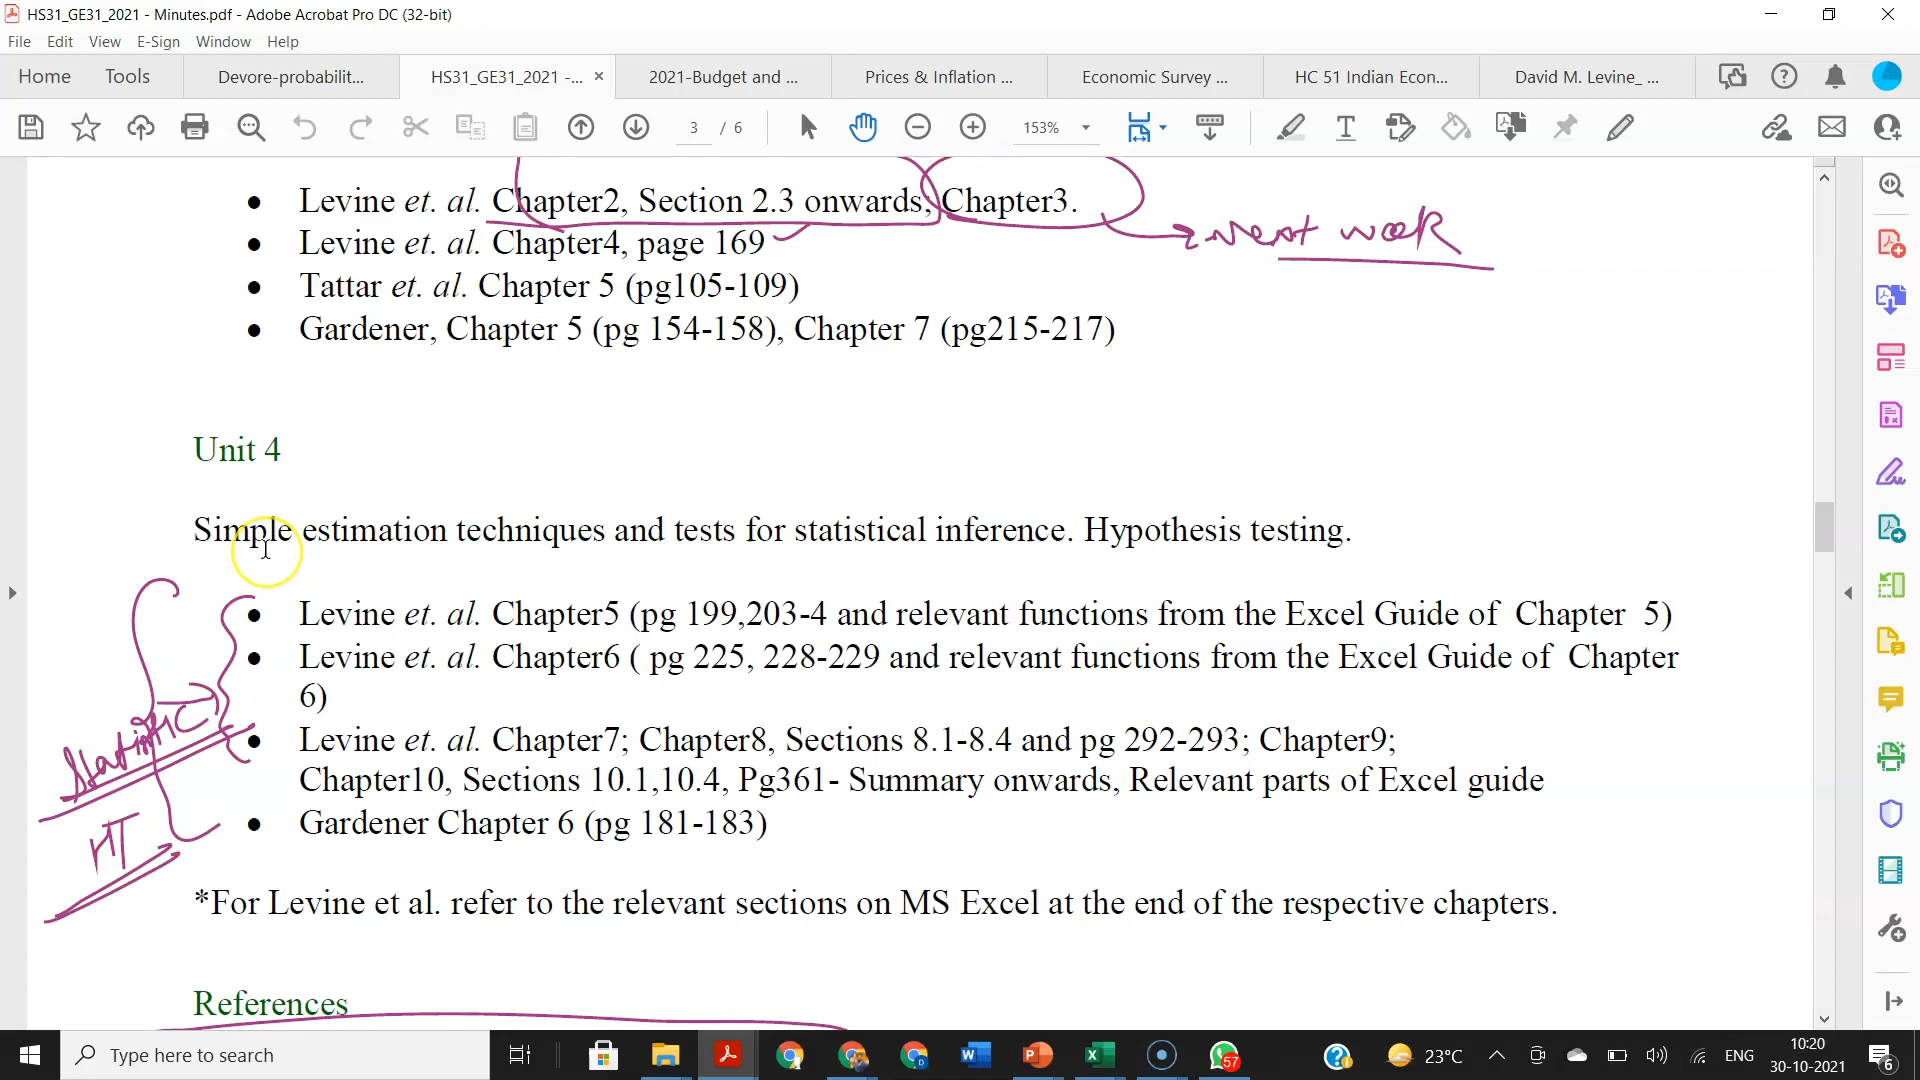 HS31_GE31_2021 - Minutes.pdf - Adobe Acrobat Pro DC (32-bit)
File Edit View E-Sign Window Help
Home Tools Devore-probabilit... HS31_GE31_2021 -... 2021-Budget and ... Prices & Inflation ... Economic Survey ... HC 51 Indian Econ... David M. Levine_ ...
3 / 6 153%
• Levine et. al. Chapter2, Section 2.3 onwards, Chapter3.
Next week
• Levine et. al. Chapter4, page 169
• Tattar et. al. Chapter 5 (pg105-109)
• Gardener, Chapter 5 (pg 154-158), Chapter 7 (pg215-217)
Unit 4
Simple estimation techniques and tests for statistical inference. Hypothesis testing.
• Levine et. al. Chapter5 (pg 199,203-4 and relevant functions from the Excel Guide of Chapter 5)
• Levine et. al. Chapter6 ( pg 225, 228-229 and relevant functions from the Excel Guide of Chapter
6)
Statistic
• Levine et. al. Chapter7; Chapter8, Sections 8.1-8.4 and pg 292-293; Chapter9;
Chapter10, Sections 10.1,10.4, Pg361- Summary onwards, Relevant parts of Excel guide
• Gardener Chapter 6 (pg 181-183)
HT
*For Levine et al. refer to the relevant sections on MS Excel at the end of the respective chapters.
References
Type here to search 57 23°C ENG 10:20
30-10-2021 6